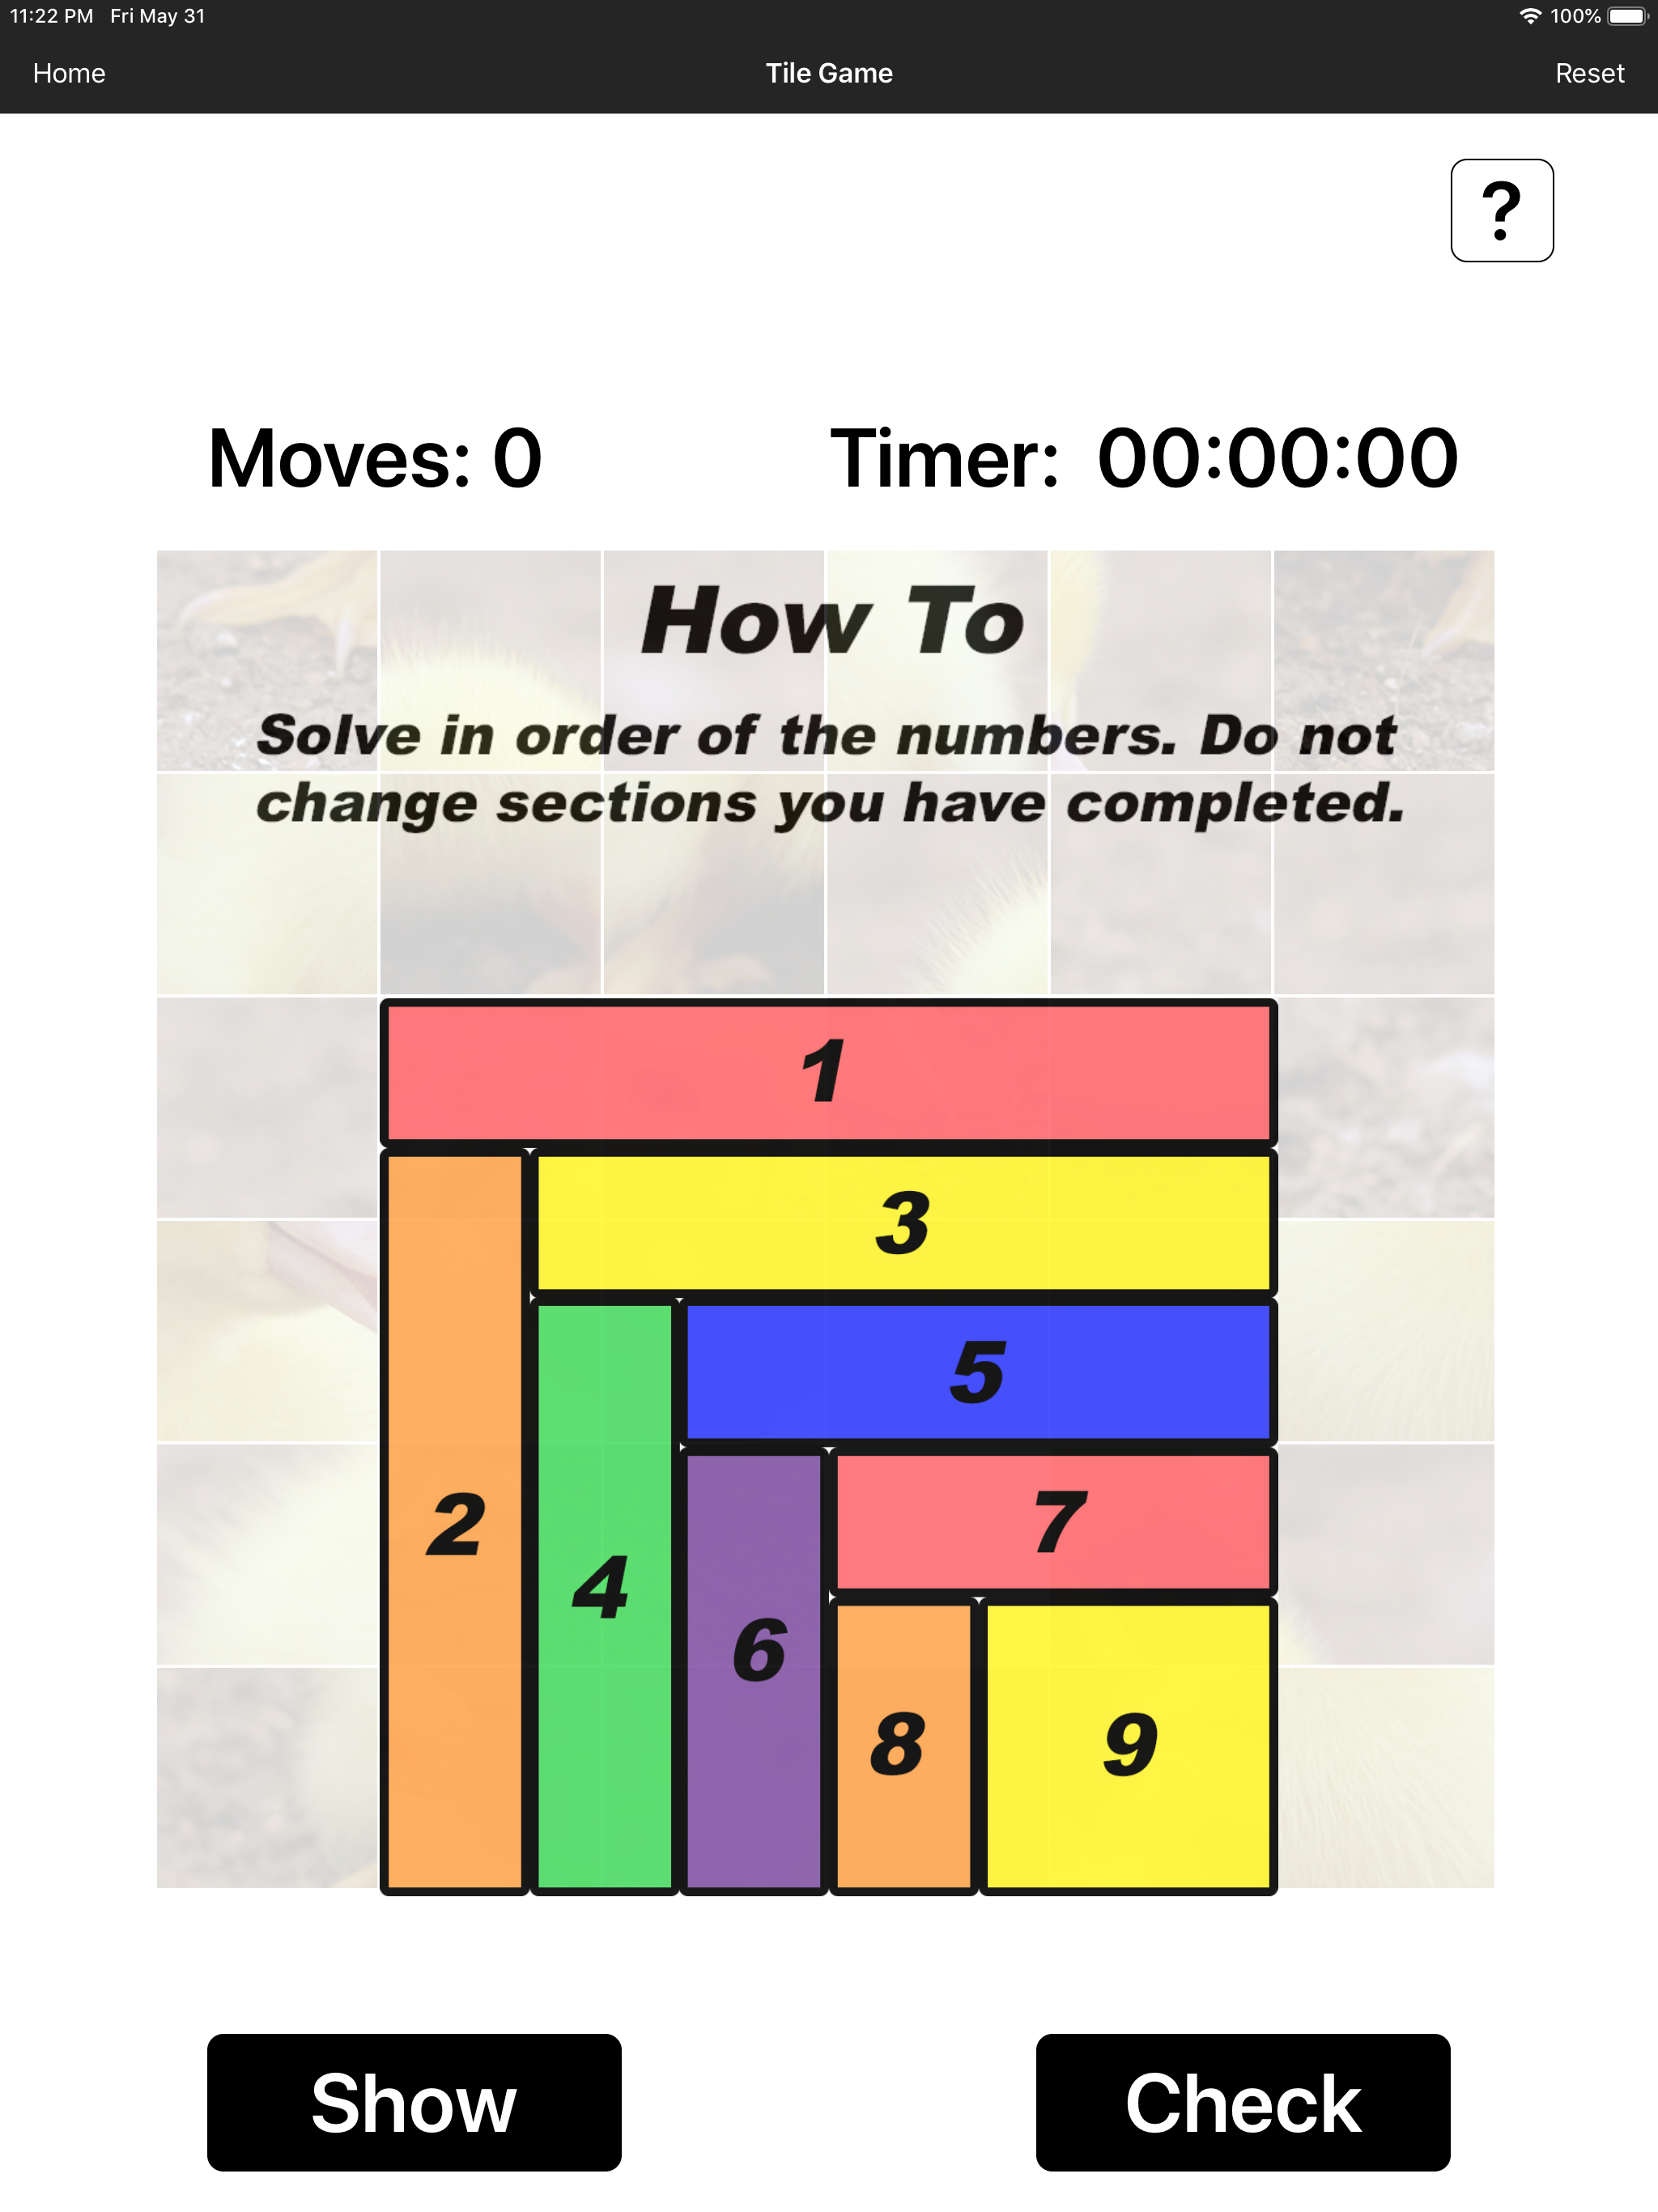 11:22 PM Fri May 31 100%
Home Tile Game Reset
?
Moves: 0 Timer: 00:00:00
How To
Solve in order of the numbers. Do not
change sections you have completed.
1
3
5
2
7
4
6
8
9
Show Check